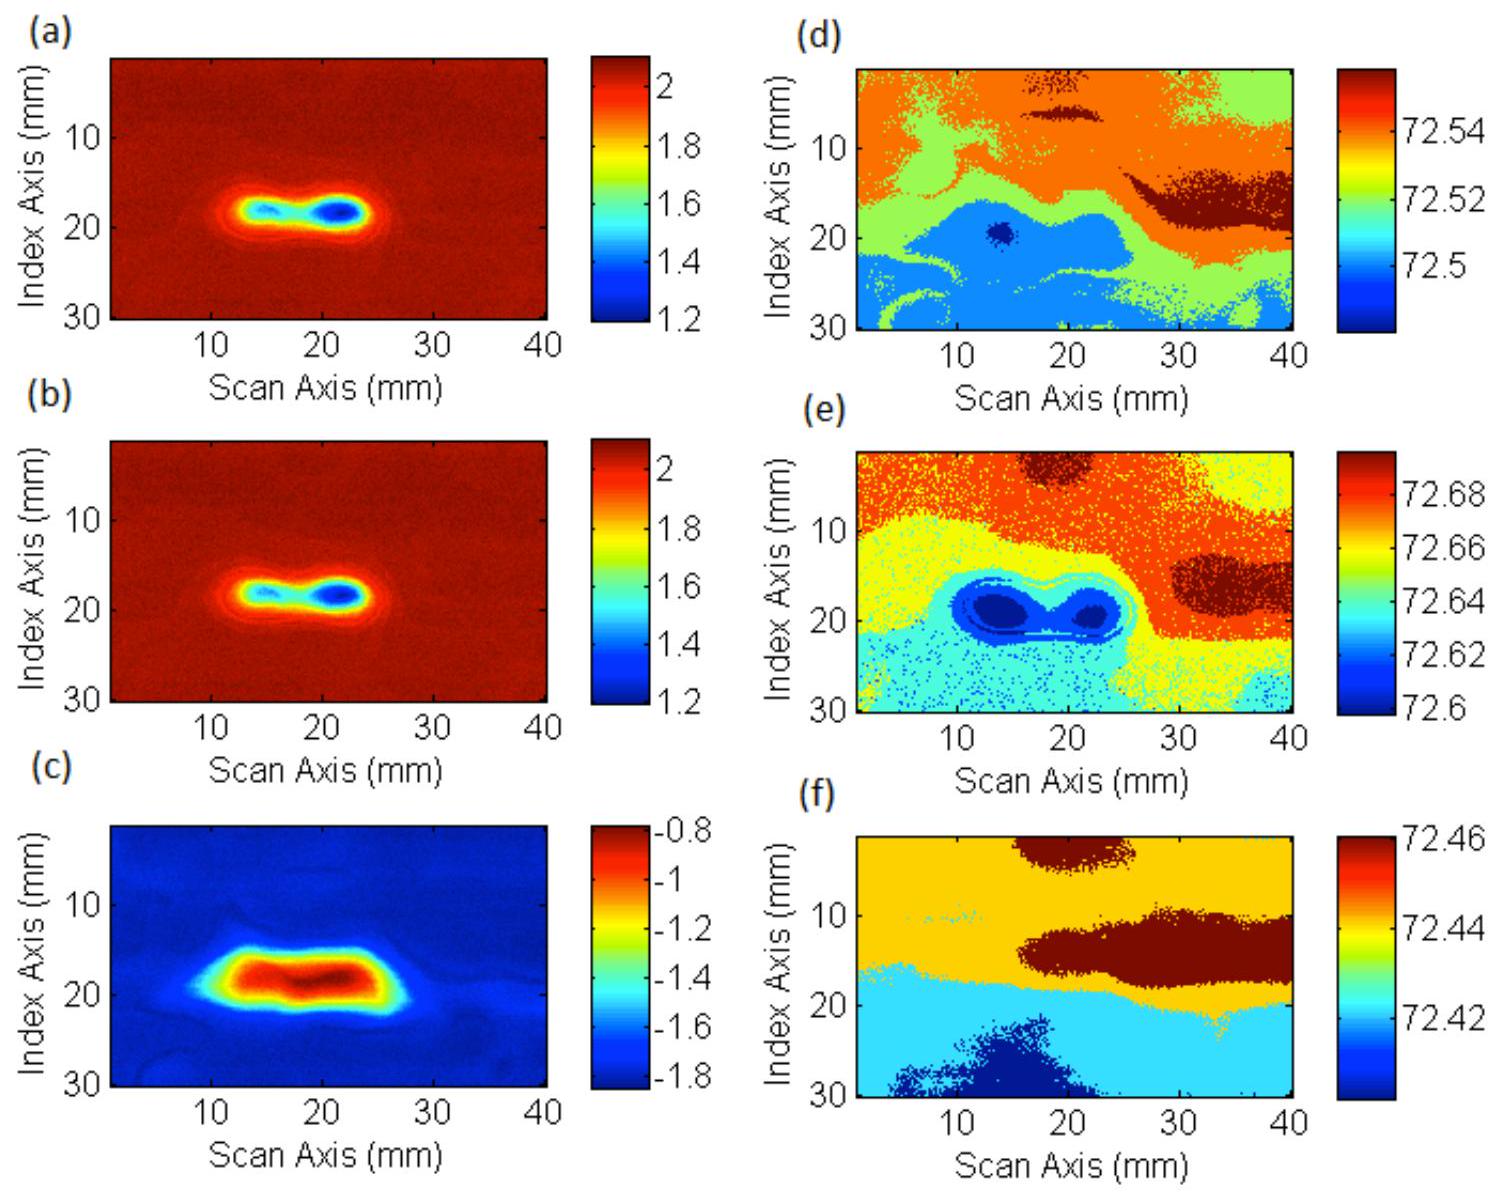 (a)
Index Axis (mm)
10
20
30
10 20 30 40
Scan Axis (mm)
2
1.8
1.6
1.4
1.2
(b)
Index Axis (mm)
10
20
30
10 20 30 40
Scan Axis (mm)
2
1.8
1.6
1.4
1.2
(c)
Index Axis (mm)
10
20
30
10 20 30 40
Scan Axis (mm)
-0.8
-1
-1.2
-1.4
-1.6
-1.8
(d)
Index Axis (mm)
10
20
30
10 20 30 40
Scan Axis (mm)
72.54
72.52
72.5
(e)
Index Axis (mm)
10
20
30
10 20 30 40
Scan Axis (mm)
72.68
72.66
72.64
72.62
72.6
(f)
Index Axis (mm)
10
20
30
10 20 30 40
Scan Axis (mm)
72.46
72.44
72.42